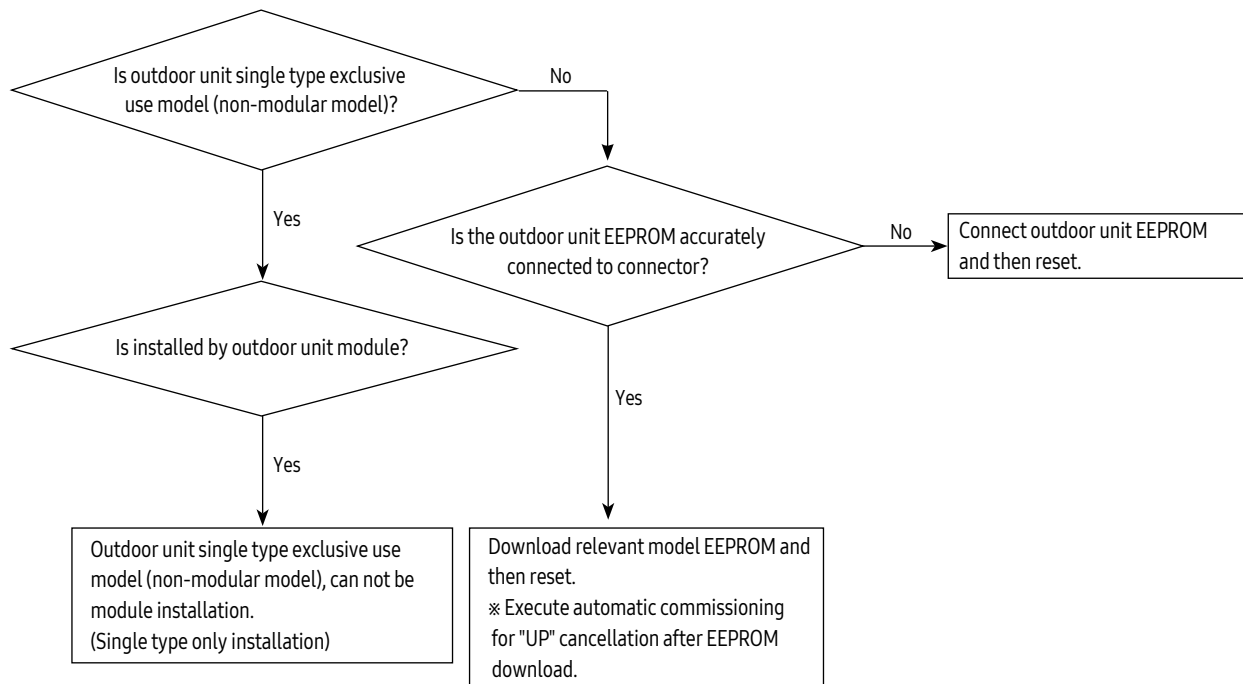 Is outdoor unit single type exclusive
use model (non-modular model)?
No
Yes
Is the outdoor unit EEPROM accurately
connected to connector?
No
Connect outdoor unit EEPROM
and then reset.
Is installed by outdoor unit module?
Yes
Yes
Outdoor unit single type exclusive use
model (non-modular model), can not be
module installation.
(Single type only installation)
Download relevant model EEPROM and
then reset.
※ Execute automatic commissioning
for "UP" cancellation after EEPROM
download.